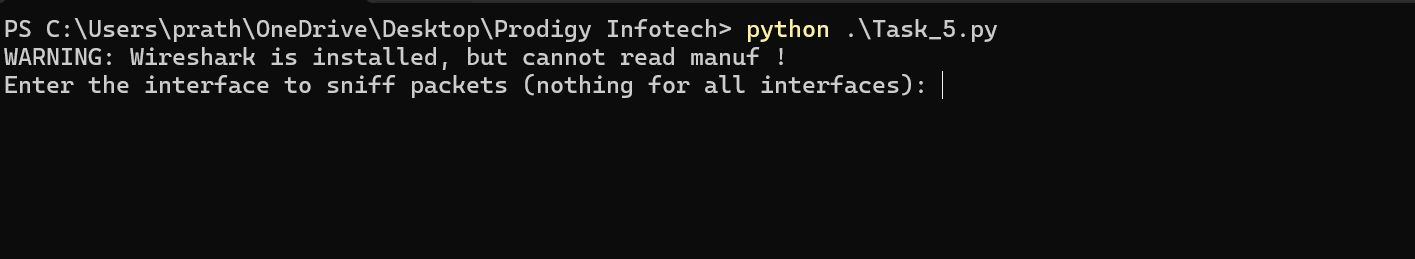 PS C:\Users\prath\OneDrive\Desktop\Prodigy Infotech> python .\Task_5.py
WARNING: Wireshark is installed, but cannot read manuf !
Enter the interface to sniff packets (nothing for all interfaces):